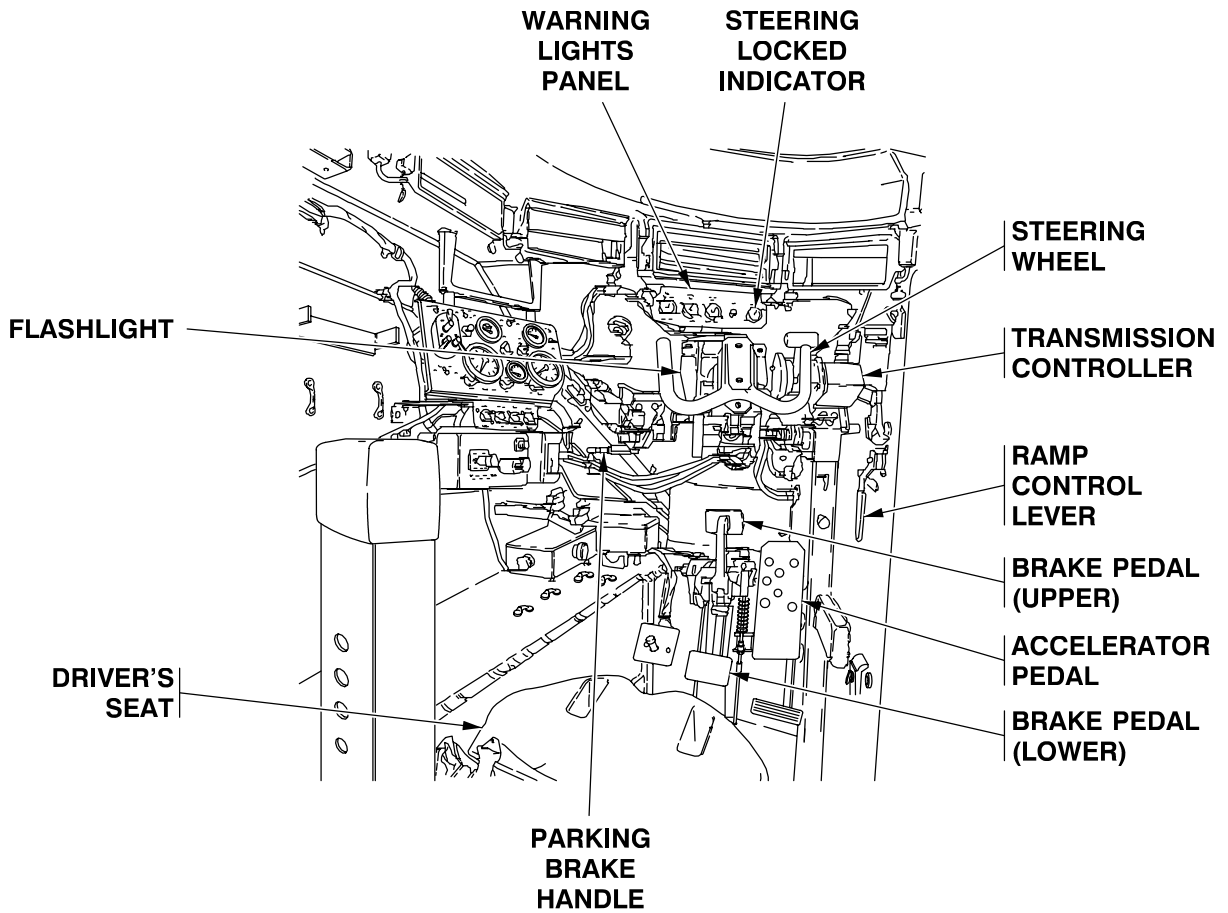 WARNING
LIGHTS
PANEL
STEERING
LOCKED
INDICATOR
STEERING
WHEEL
FLASHLIGHT
TRANSMISSION
CONTROLLER
RAMP
CONTROL
LEVER
BRAKE PEDAL
(UPPER)
ACCELERATOR
PEDAL
DRIVER'S
SEAT
BRAKE PEDAL
(LOWER)
PARKING
BRAKE
HANDLE